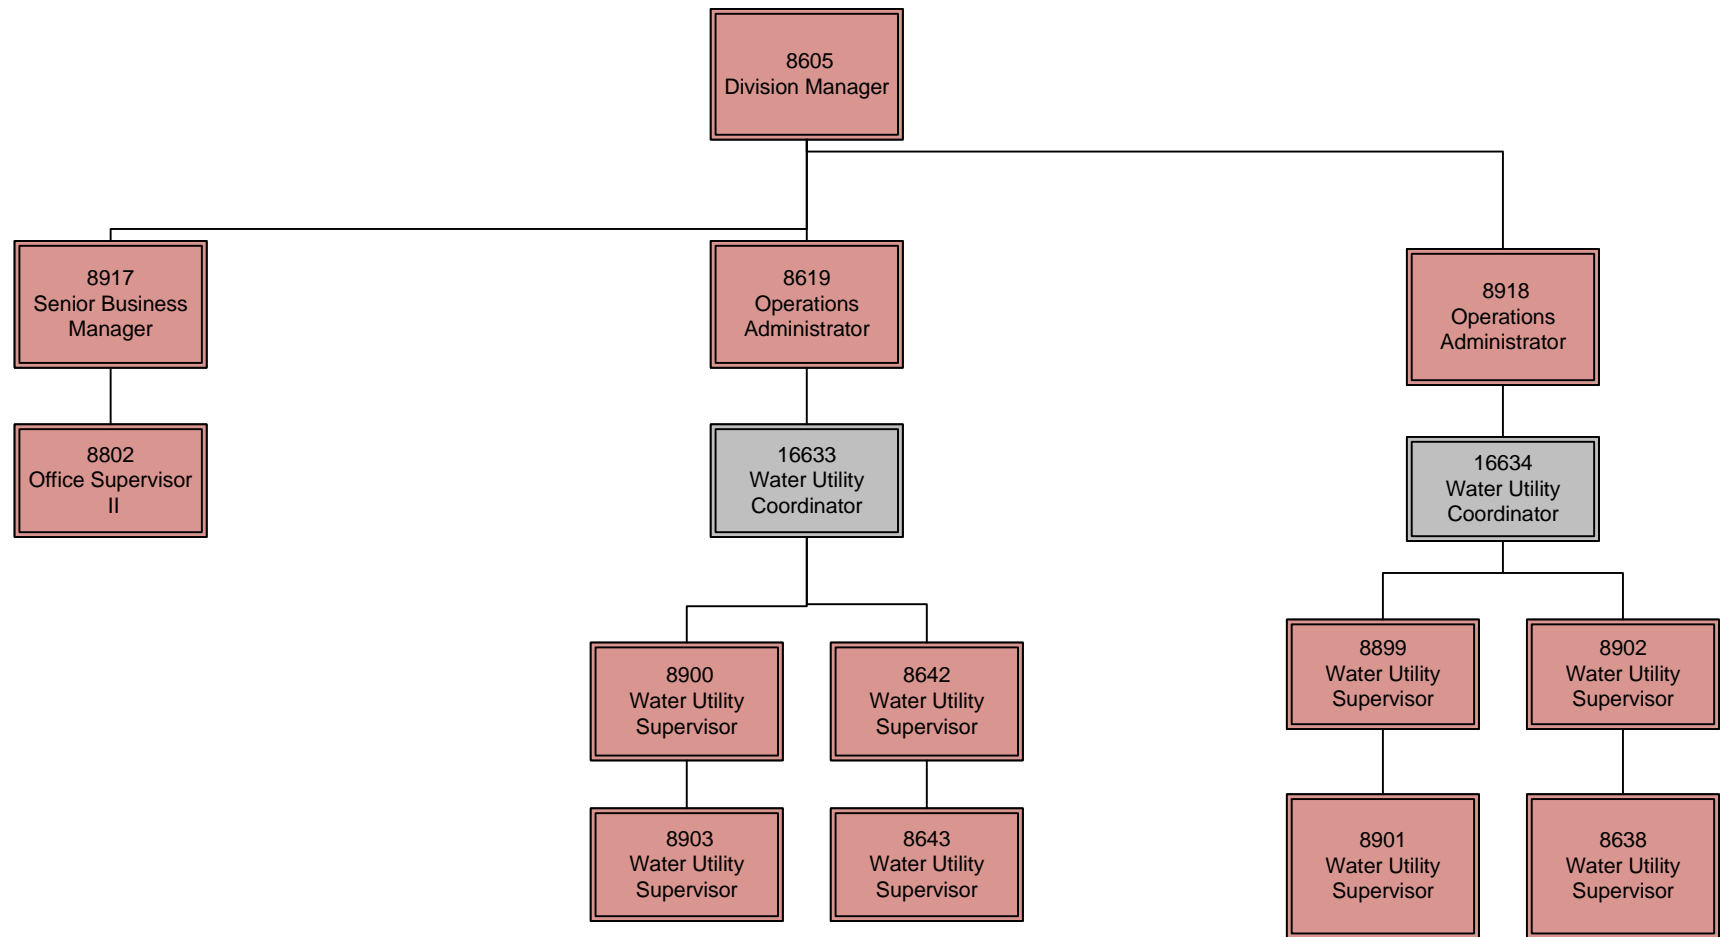 8605
Division Manager
8917
Senior Business
Manager
8619
Operations
Administrator
8918
Operations
Administrator
8802
Office Supervisor
II
16633
Water Utility
Coordinator
16634
Water Utility
Coordinator
8900
Water Utility
Supervisor
8642
Water Utility
Supervisor
8899
Water Utility
Supervisor
8902
Water Utility
Supervisor
8903
Water Utility
Supervisor
8643
Water Utility
Supervisor
8901
Water Utility
Supervisor
8638
Water Utility
Supervisor